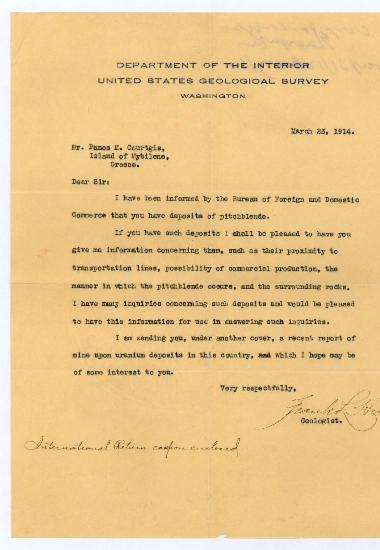 DEPARTMENT OF THE INTERIOR
UNITED STATES GEOLOGICAL SURVEY
WASHINGTON
March 23, 1914.
Mr. Panos M. Courtgis,
Island of Mytilene,
Greece.
Dear Sir:
I have been informed by the Bureau of Foreign and Domestic
Commerce that you have deposits of pitchblende.
If you have such deposits I shall be pleased to have you
give me information concerning them, such as their proximity to
transportation lines, possibility of commercial production, the
manner in which the pitchblende occurs, and the surrounding rocks.
I have many inquiries concerning such deposits and would be pleased
to have this information for use in answering such inquiries.
I am sending you, under another cover, a recent report of
mine upon uranium deposits in this country, and which I hope may be
of some interest to you.
Very respectfully,
Frank L.
Geologist.
International Return coupon enclosed